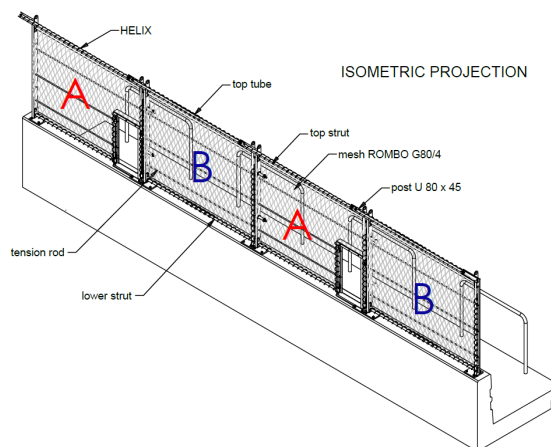 HELIX
ISOMETRIC PROJECTION
top tube
A
top strut
mesh ROMBO G80/4
B
post U 80 x 45
A
tension rod
lower strut
B